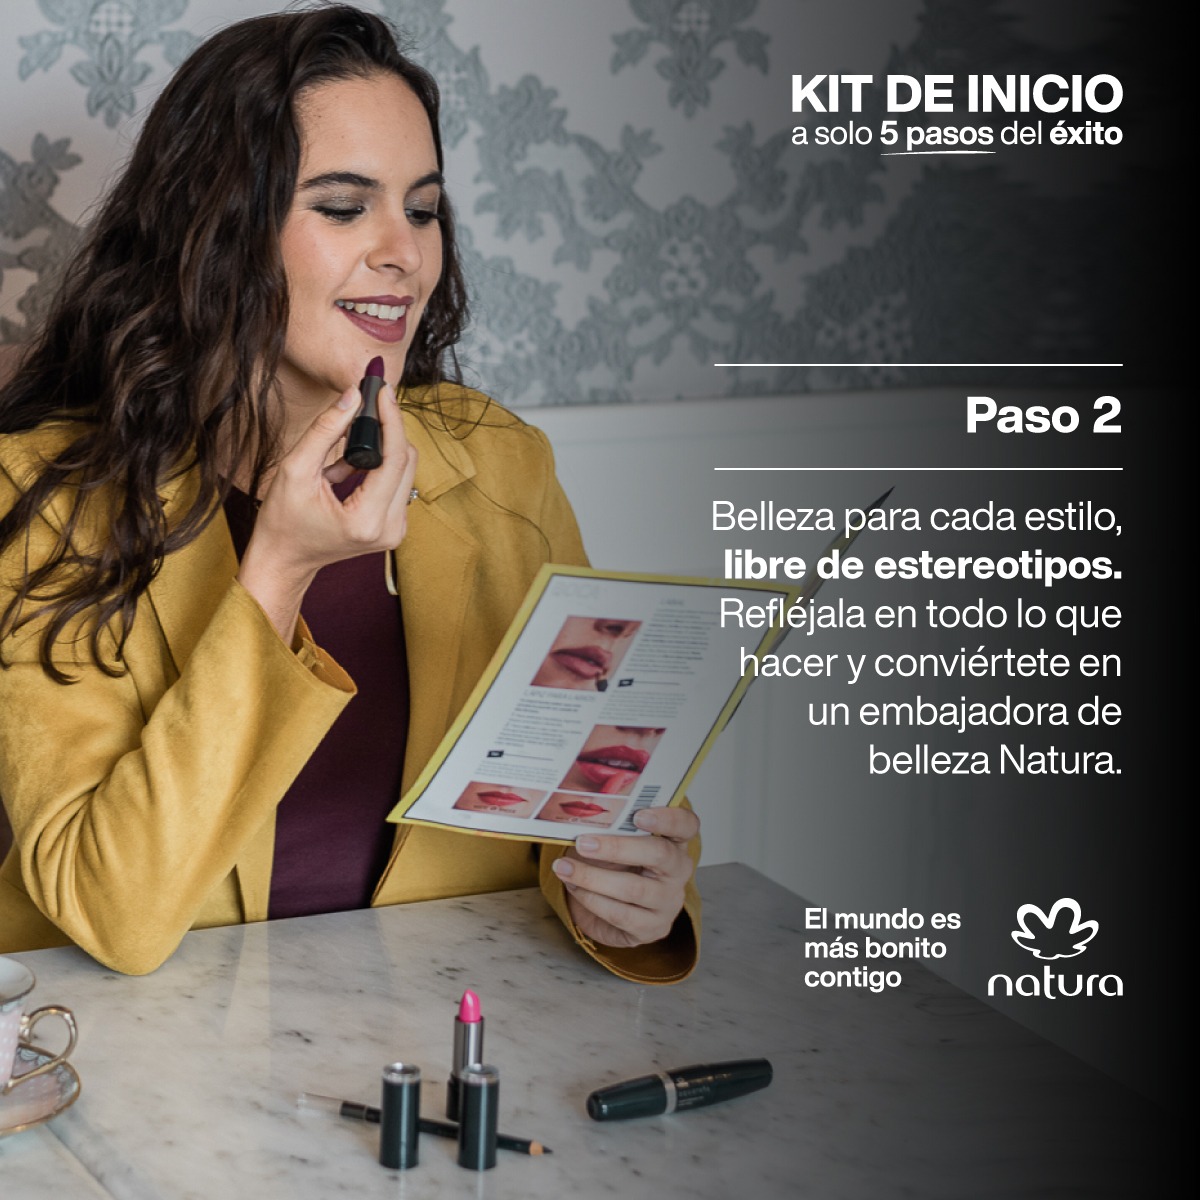 KIT DE INICIO
a solo 5 pasos del éxito
Paso 2
Belleza para cada estilo,
libre de estereotipos.
Refléjala en todo lo que
hacer y conviértete en
un embajadora de
belleza Natura.
El mundo es
más bonito
contigo
natura
BOCA